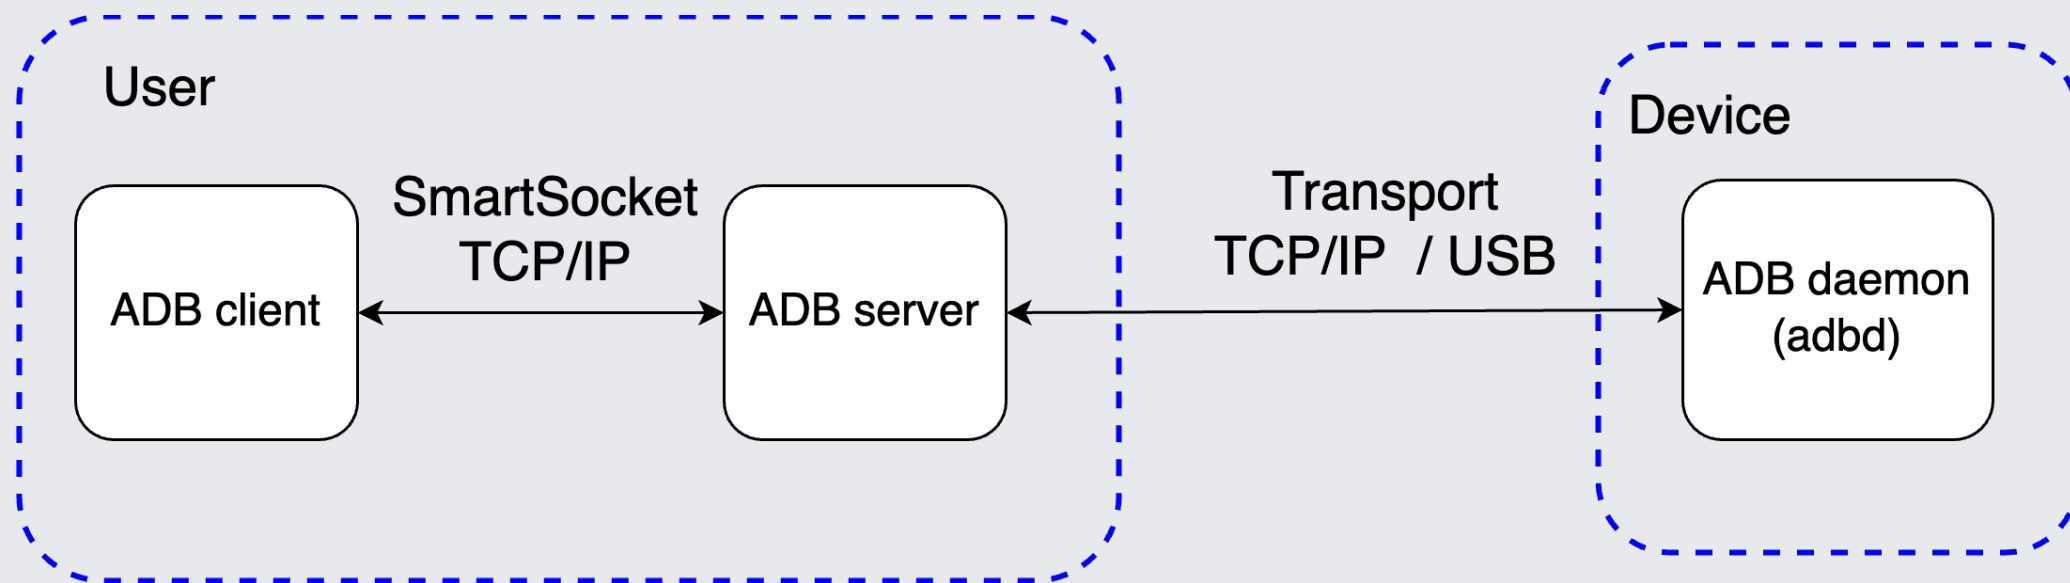 User
SmartSocket
TCP/IP
ADB client
ADB server
Transport
TCP/IP / USB
Device
ADB daemon
(adbd)